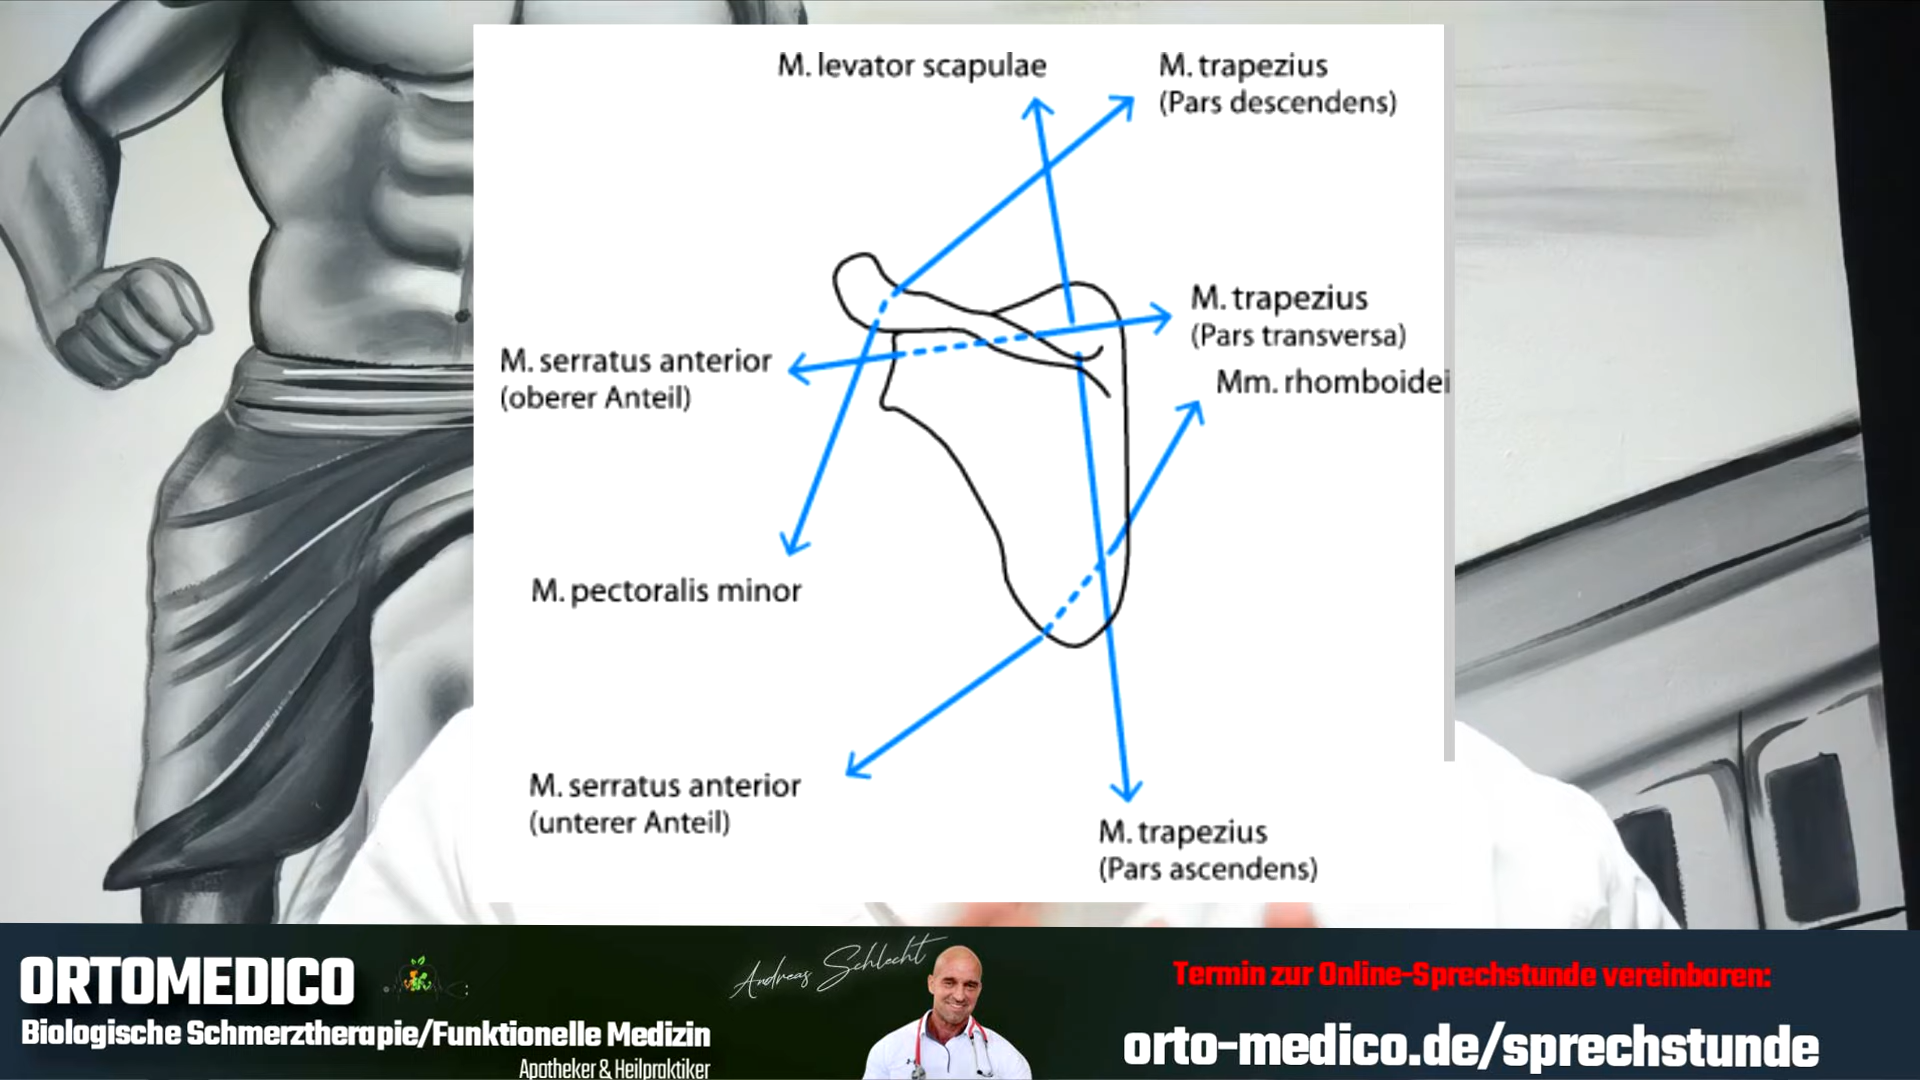 M. levator scapulae
M. trapezius
(Pars descendens)
M. trapezius
(Pars transversa)
M. serratus anterior
(oberer Anteil)
Mm. rhomboidei
M. pectoralis minor
M. serratus anterior
(unterer Anteil)
M. trapezius
(Pars ascendens)
ORTOMEDICO
Biologische Schmerztherapie/Funktionelle Medizin
Apotheker & Heilpraktiker
Andreas Schlecht
Termin zur Online-Sprechstunde vereinbaren:
orto-medico.de/sprechstunde